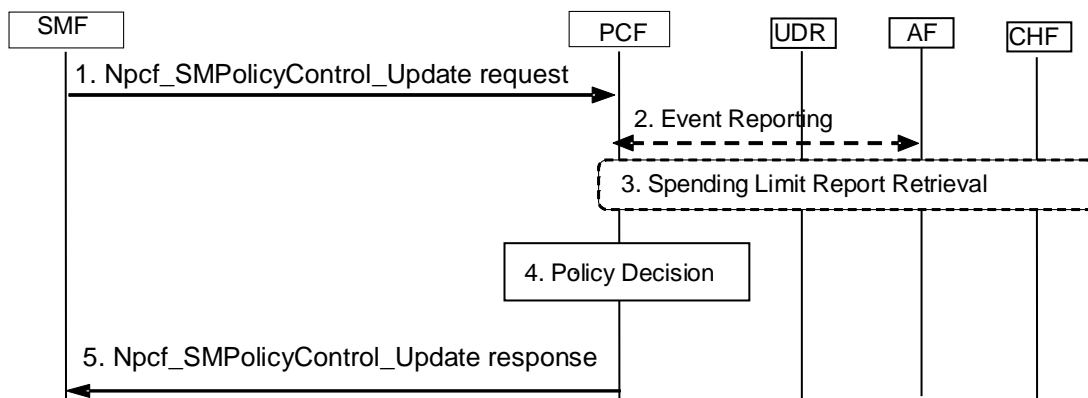 SMF
PCF
UDR
AF
CHF
1. Npcf_SMPolicyControl_Update request
2. Event Reporting
3. Spending Limit Report Retrieval
4. Policy Decision
5. Npcf_SMPolicyControl_Update response